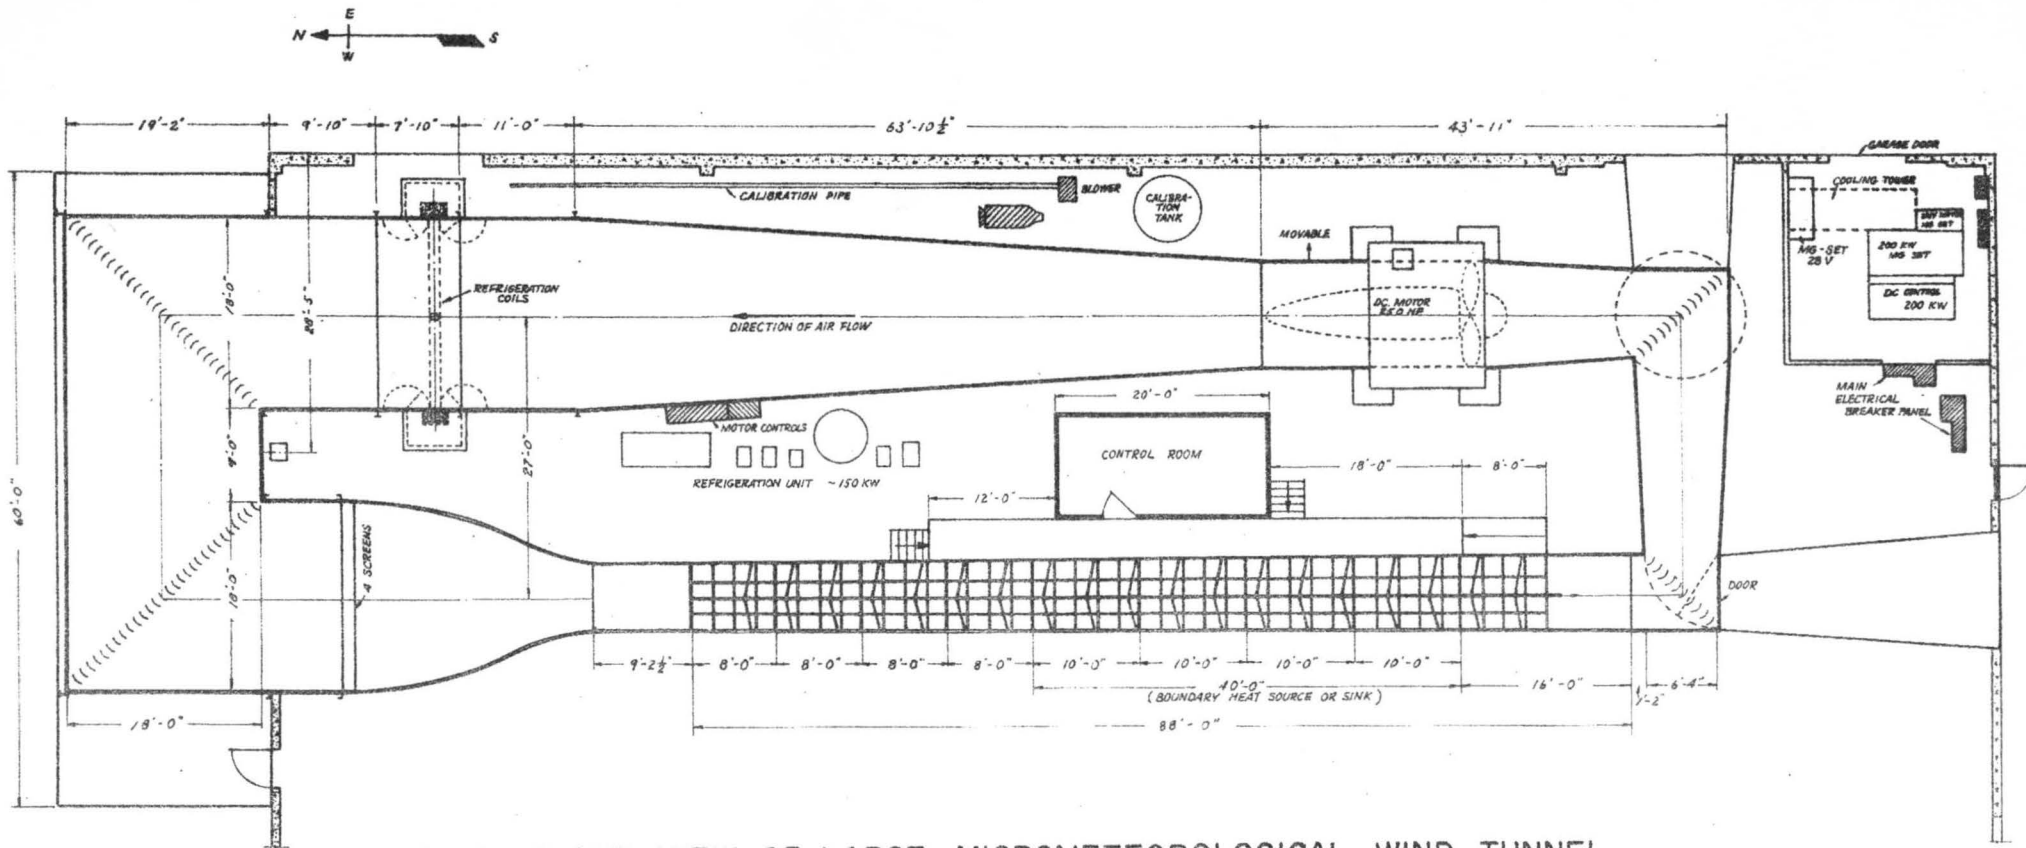 E
N
S
W
19'-2"
9'-10"
7'-10"
11'-0"
63'-10 1/2"
43'-11"
GARAGE DOOR
CALIBRATION PIPE
BLOWER
CALIBRA-
TION
TANK
COOLING TOWER
MG-SET
28 V
200 KW
MG SET
DC CONTROL
200 KW
MOVABLE
REFRIGERATION
COILS
DIRECTION OF AIR FLOW
DC. MOTOR
18'-0"
27'-0"
60'-0"
9'-0"
18'-0"
4 SCREENS
MOTOR CONTROLS
REFRIGERATION UNIT ~150 KW
20'-0"
CONTROL ROOM
12'-0"
18'-0"
8'-0"
MAIN
ELECTRICAL
BREAKER PANEL
DOOR
9'-2 1/2"
8'-0"
8'-0"
8'-0"
8'-0"
10'-0"
10'-0"
10'-0"
10'-0"
40'-0"
(BOUNDARY HEAT SOURCE OR SINK)
16'-0"
1'-2"
6'-4"
88'-0"
18'-0"
LARGE MICROMETEOROLOGICAL WIND TUNNEL